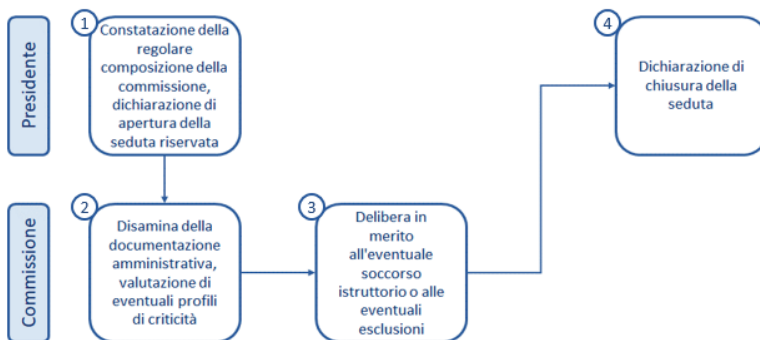 Presidente
1
Constatazione della
regolare
composizione della
commissione,
dichiarazione di
apertura della
seduta riservata
4
Dichiarazione di
chiusura della
seduta
Commissione
2
Disamina della
documentazione
amministrativa,
valutazione di
eventuali profili
di criticità
3
Delibera in
merito
all'eventuale
soccorso
istruttorio o alle
eventuali
esclusioni